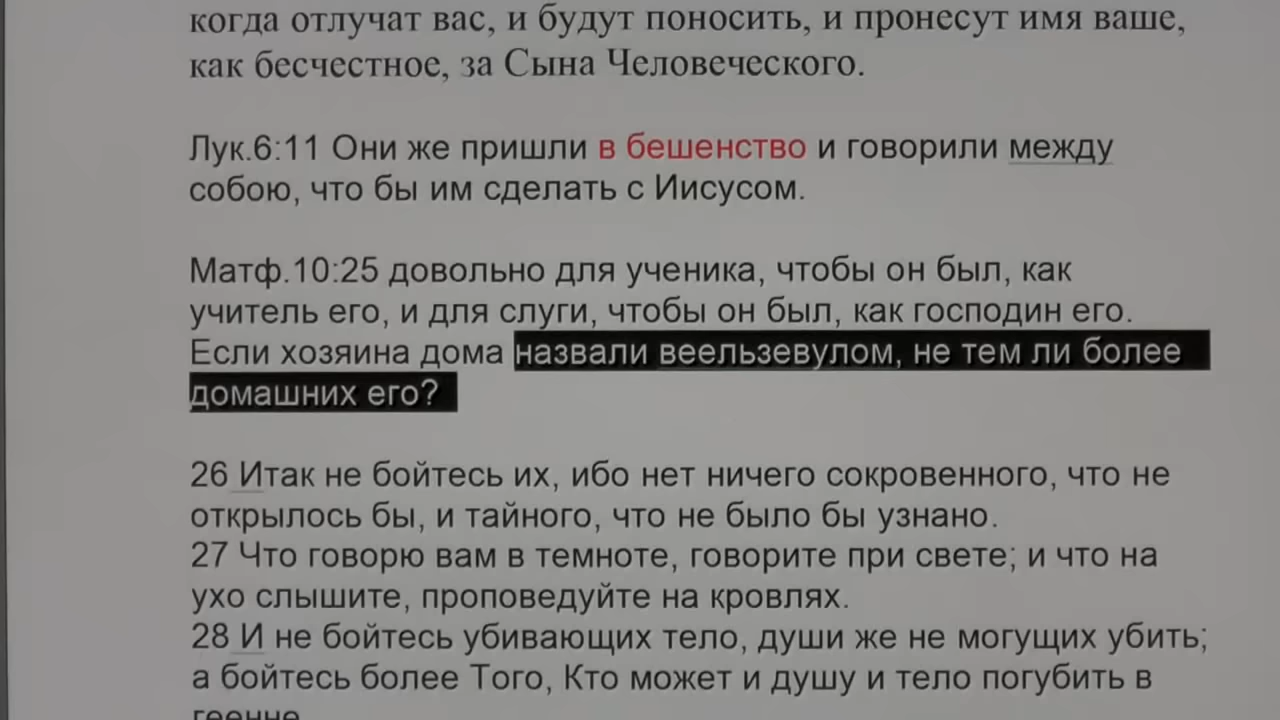 когда отлучат вас, и будут поносить, и пронесут имя ваше,
как бесчестное, за Сына Человеческого.
Лук.6:11 Они же пришли в бешенство и говорили между
собою, что бы им сделать с Иисусом.
Матф.10:25 довольно для ученика, чтобы он был, как
учитель его, и для слуги, чтобы он был, как господин его.
Если хозяина дома назвали веельзевулом, не тем ли более
домашних его?
26 Итак не бойтесь их, ибо нет ничего сокровенного, что не
открылось бы, и тайного, что не было бы узнано.
27 Что говорю вам в темноте, говорите при свете; и что на
ухо слышите, проповедуйте на кровлях.
28 И не бойтесь убивающих тело, души же не могущих убить;
а бойтесь более Того, Кто может и душу и тело погубить в
геенне